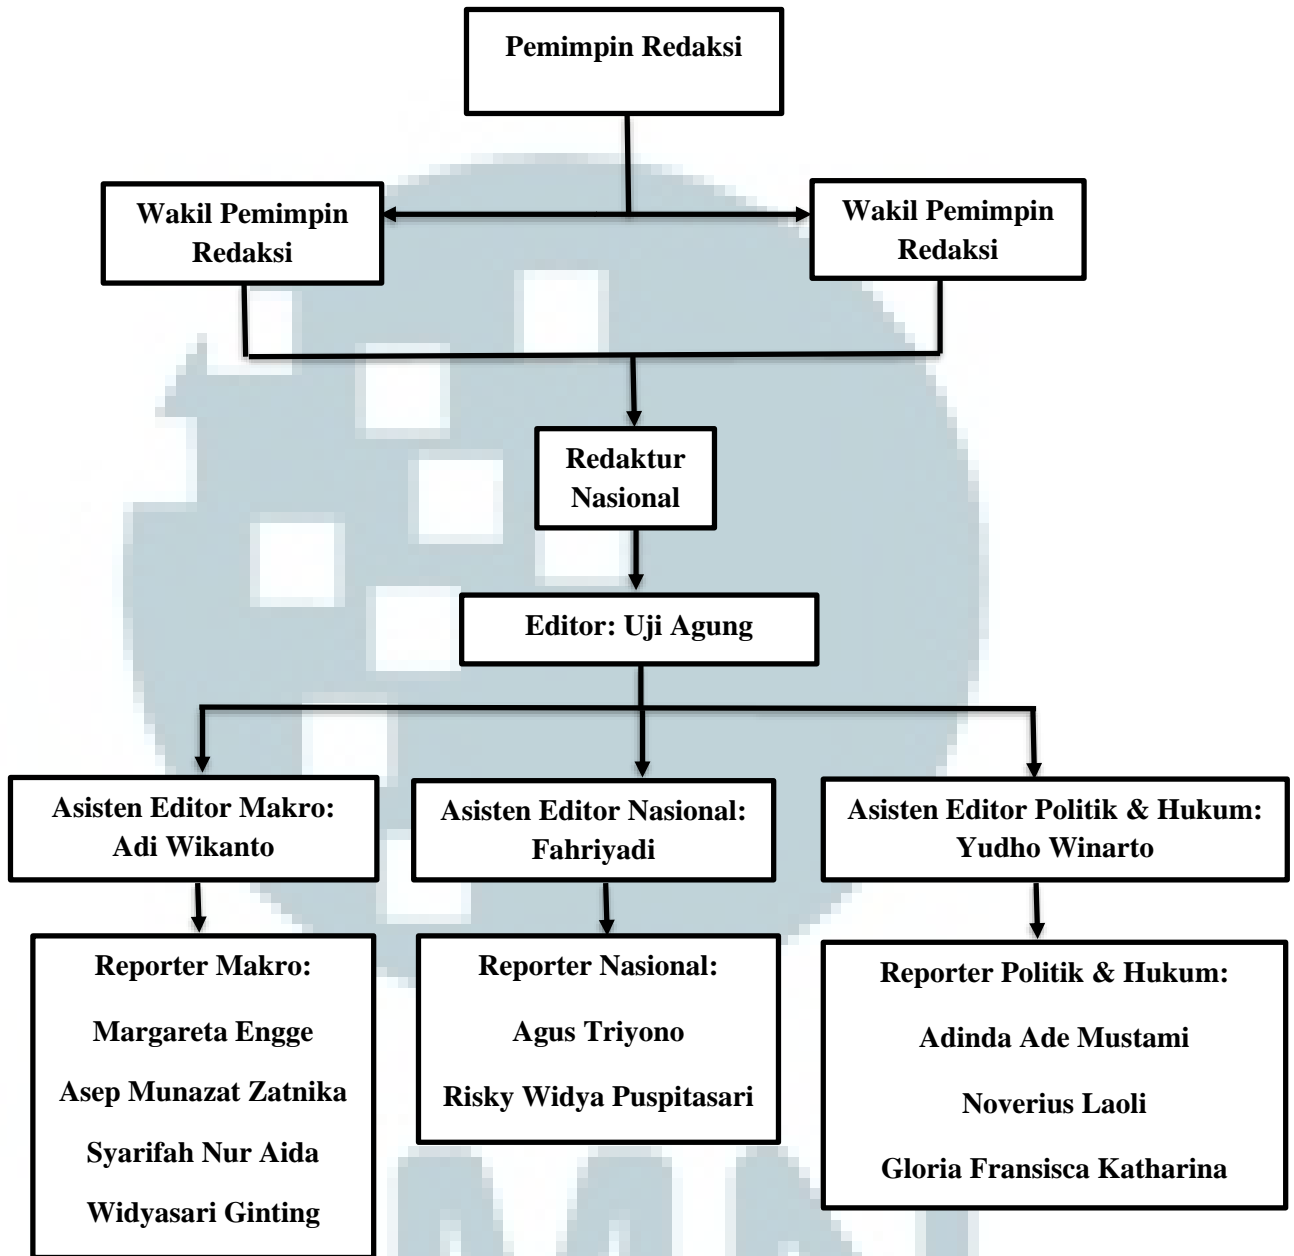 Pemimpin Redaksi
Wakil Pemimpin
Redaksi
Wakil Pemimpin
Redaksi
Redaktur
Nasional
Editor: Uji Agung
Asisten Editor Makro:
Adi Wikanto
Asisten Editor Nasional:
Fahriyadi
Asisten Editor Politik & Hukum:
Yudho Winarto
Reporter Makro:
Margareta Engge
Asep Munazat Zatnika
Syarifah Nur Aida
Widyasari Ginting
Reporter Nasional:
Agus Triyono
Risky Widya Puspitasari
Reporter Politik & Hukum:
Adinda Ade Mustami
Noverius Laoli
Gloria Fransisca Katharina